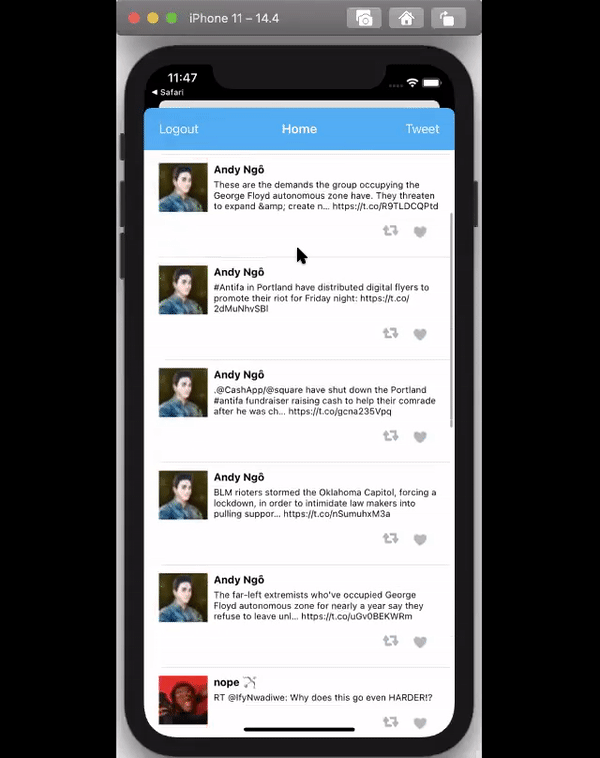 iPhone 11 – 14.4
11:47
Safari
Logout
Home
Tweet
Andy Ngô
These are the demands the group occupying the
George Floyd autonomous zone have. They threaten
to expand &amp; create n... https://t.co/R9TLDCQPtd
Andy Ngô
#Antifa in Portland have distributed digital flyers to
promote their riot for Friday night: https://t.co/
2dMuNhvSBl
Andy Ngô
.@CashApp/@square have shut down the Portland
#antifa fundraiser raising cash to help their comrade
after he was ch... https://t.co/gcna235Vpq
Andy Ngô
BLM rioters stormed the Oklahoma Capitol, forcing a
lockdown, in order to intimidate law makers into
pulling suppor... https://t.co/nSumuhxM3a
Andy Ngô
The far-left extremists who've occupied George
Floyd autonomous zone for nearly a year say they
refuse to leave unl... https://t.co/uGv0BEKWRm
nope
RT @IfyNwadiwe: Why does this go even HARDER!?